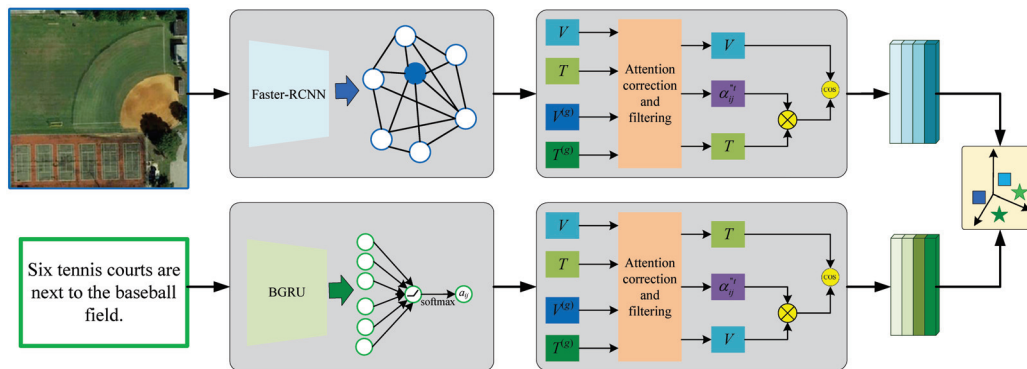 Faster-RCNN
V
T
V(g)
T(g)
Attention
correction
and
filtering
V
α''t ij
T
cos
Six tennis courts are
next to the baseball
field.
BGRU
softmax
a ij
V
T
V(g)
T(g)
Attention
correction
and
filtering
T
α''t ij
V
cos